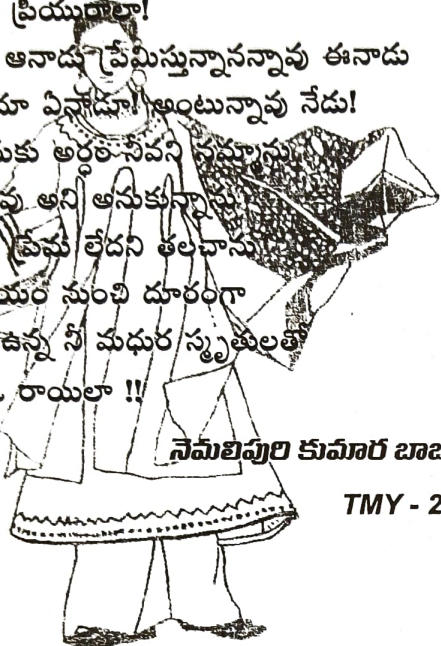 ప్రియురాలా!
ఆనాడు ప్రేమిస్తున్నానన్నావు ఈనాడు
ఏనాడూ! అంటున్నావు నేడు!
అర్థం నీవని నమ్మాను
అని అనుకున్నాను
ప్రేమ లేదని తలచాను
నుంచి దూరంగా
ఉన్న నీ మధుర స్మృతులతో
రాయిలా !!
నెమలిపురి కుమార బాబ
TMY - 2